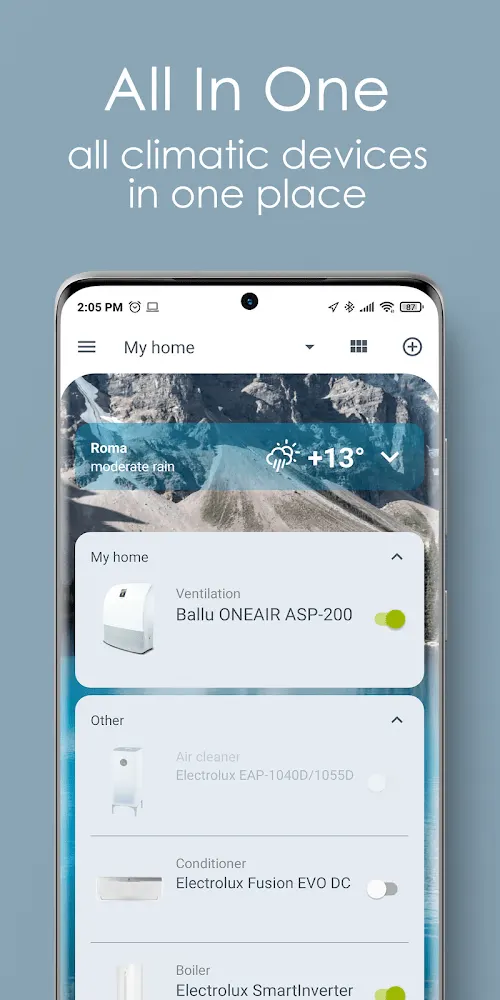 All In One
all climatic devices
in one place
2:05 PM
87
My home
Roma
moderate rain
+13°
My home
Ventilation
Ballu ONEAIR ASP-200
Other
Air cleaner
Electrolux EAP-1040D/1055D
Conditioner
Electrolux Fusion EVO DC
Boiler
Electrolux SmartInverter